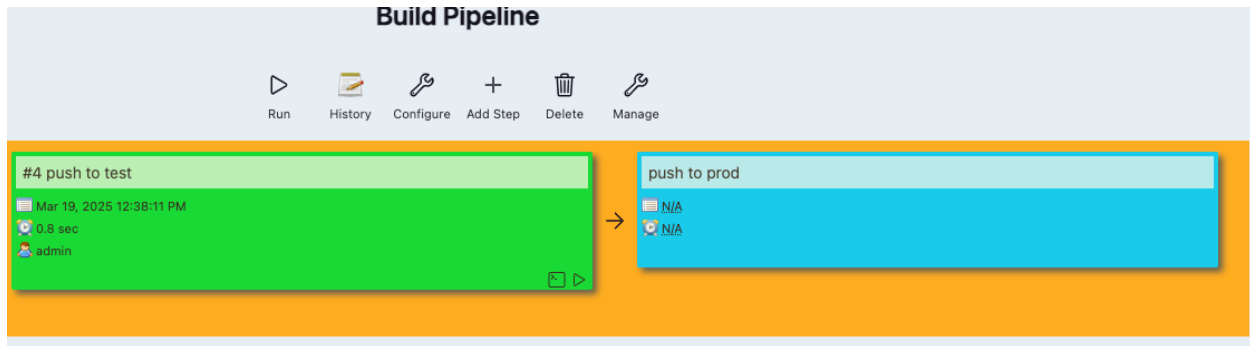 Build Pipeline
Run History Configure Add Step Delete Manage
#4 push to test
Mar 19, 2025 12:38:11 PM
0.8 sec
admin
push to prod
N/A
N/A